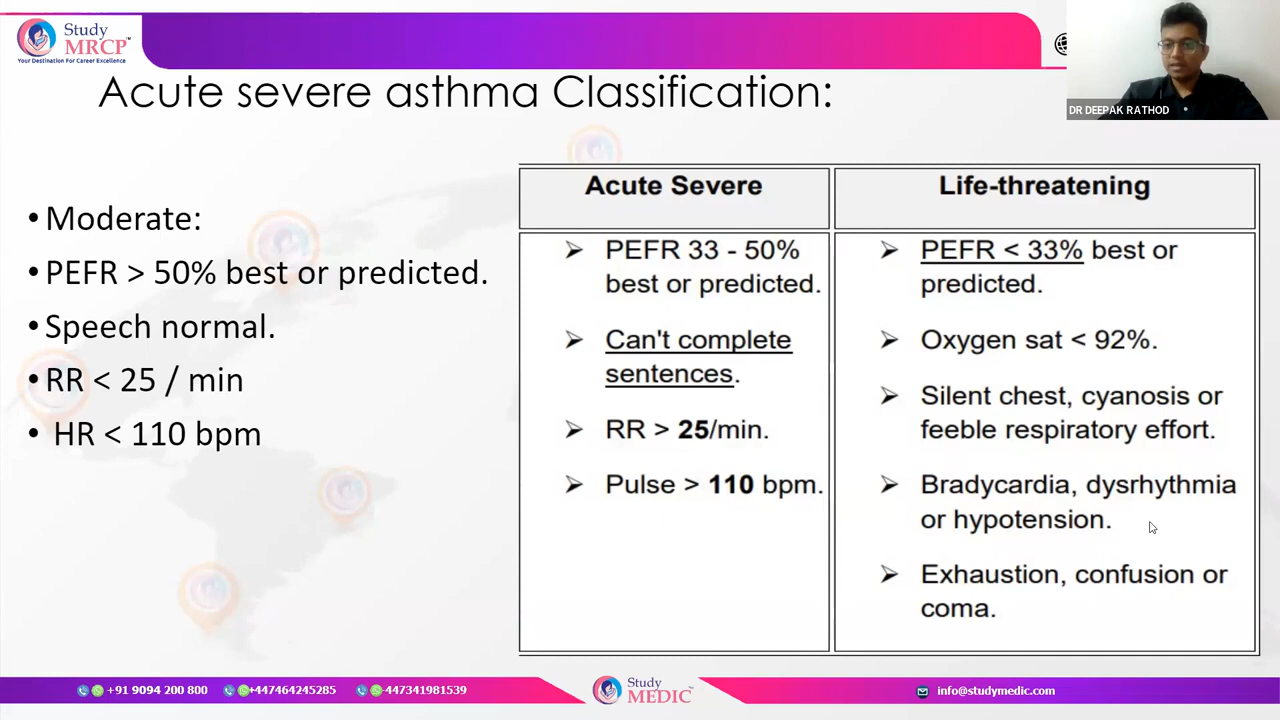 Study
MRCP™
Your Destination For Career Excellence
DR DEEPAK RATHOD
Acute severe asthma Classification:
• Moderate:
• PEFR > 50% best or predicted.
• Speech normal.
• RR < 25 / min
• HR < 110 bpm
Acute Severe
➢ PEFR 33 - 50%
best or predicted.
➢ Can't complete
sentences.
➢ RR > 25/min.
➢ Pulse > 110 bpm.
Life-threatening
➢ PEFR < 33% best or
predicted.
➢ Oxygen sat < 92%.
➢ Silent chest, cyanosis or
feeble respiratory effort.
➢ Bradycardia, dysrhythmia
or hypotension.
➢ Exhaustion, confusion or
coma.
+91 9094 200 800
+447464245285
447341981539
Study
MEDIC™
info@studymedic.com